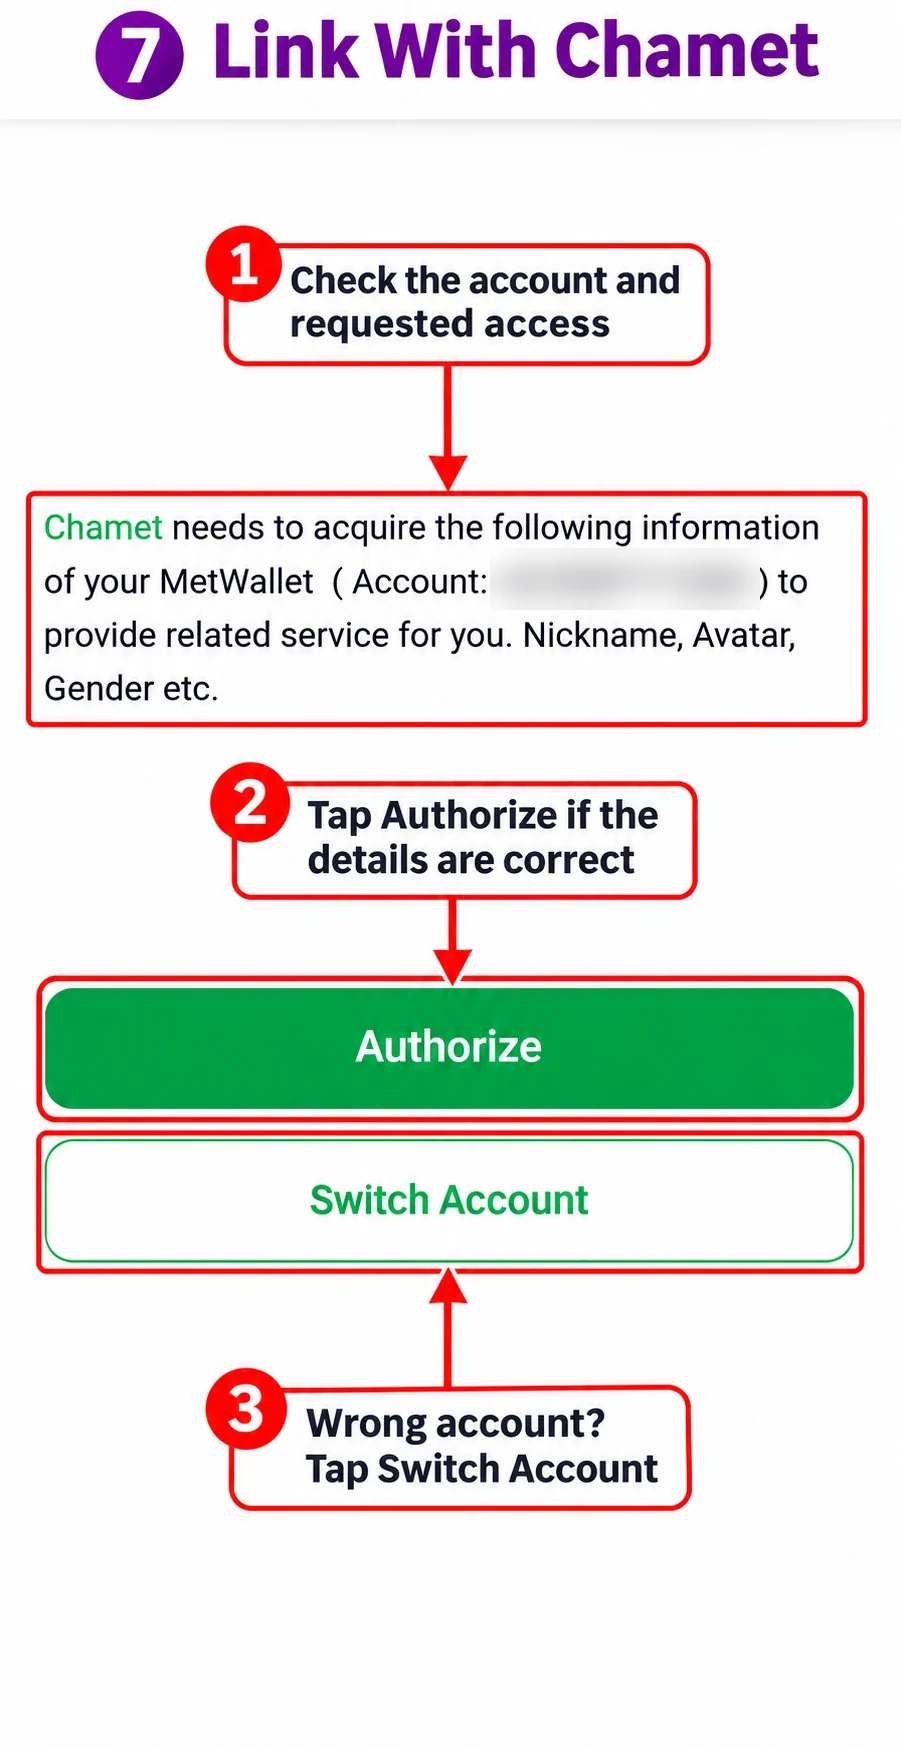 7 Link With Chamet
1 Check the account and
requested access
Chamet needs to acquire the following information
of your MetWallet ( Account: ) to
provide related service for you. Nickname, Avatar,
Gender etc.
2 Tap Authorize if the
details are correct
Authorize
Switch Account
3 Wrong account?
Tap Switch Account